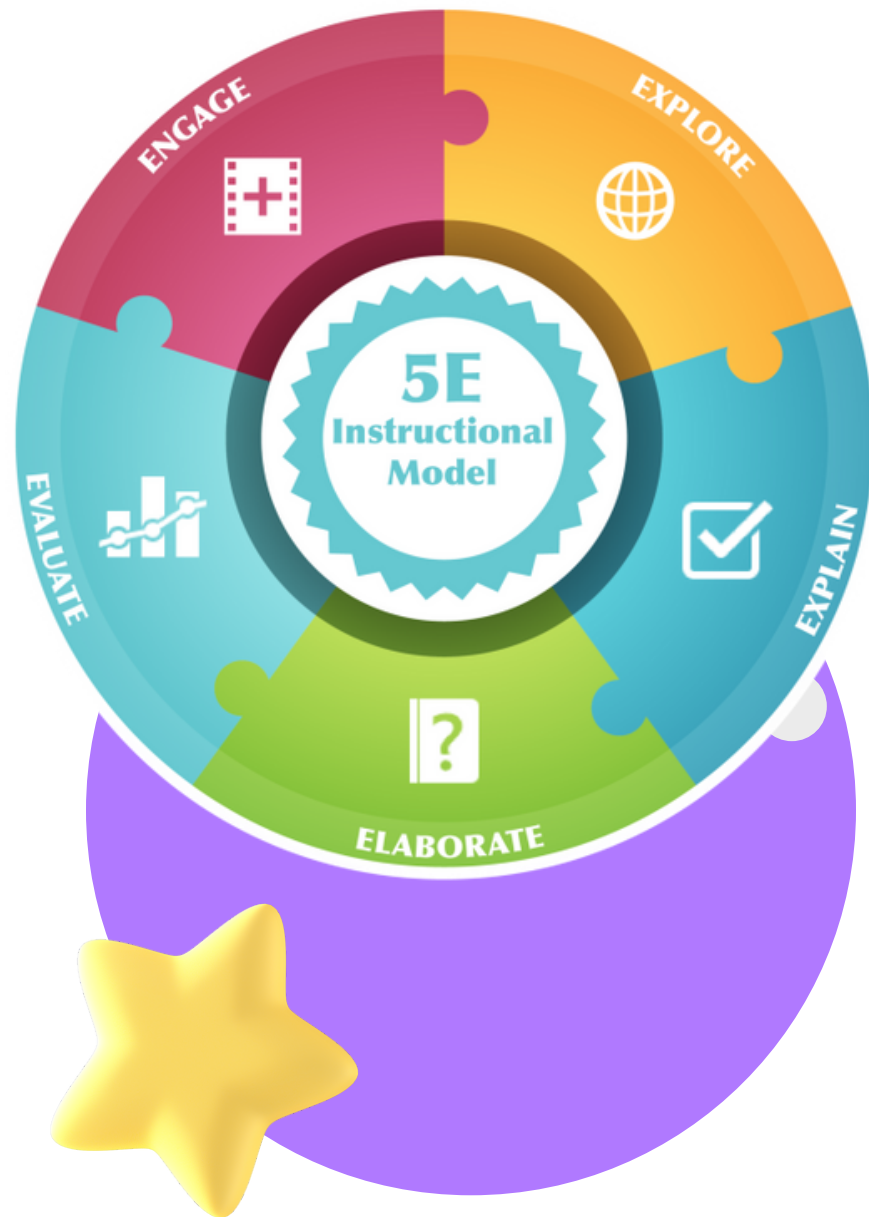 ENGAGE
EXPLORE
5E
Instructional
Model
EVALUATE
EXPLAIN
ELABORATE